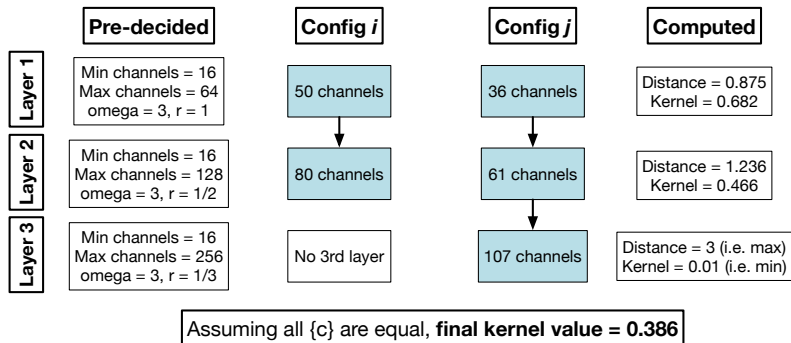 Pre-decided
Config i
Config j
Computed
Layer 1
Min channels = 16
Max channels = 64
omega = 3, r = 1
50 channels
36 channels
Distance = 0.875
Kernel = 0.682
Layer 2
Min channels = 16
Max channels = 128
omega = 3, r = 1/2
80 channels
61 channels
Distance = 1.236
Kernel = 0.466
Layer 3
Min channels = 16
Max channels = 256
omega = 3, r = 1/3
No 3rd layer
107 channels
Distance = 3 (i.e. max)
Kernel = 0.01 (i.e. min)
Assuming all {c} are equal, final kernel value = 0.386